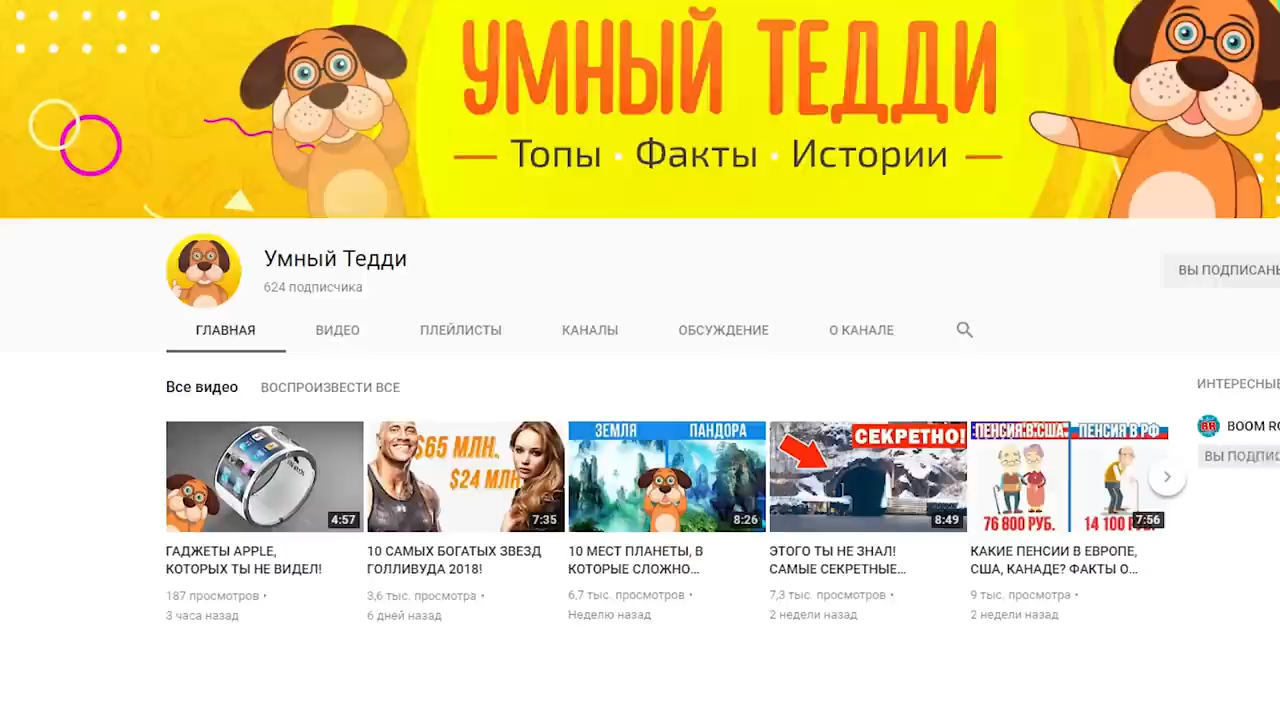 УМНЫЙ ТЕДДИ
Топы · Факты · Истории
Умный Тедди
624 подписчика
ВЫ ПОДПИСАНЫ
ГЛАВНАЯ ВИДЕО ПЛЕЙЛИСТЫ КАНАЛЫ ОБСУЖДЕНИЕ О КАНАЛЕ
Все видео ВОСПРОИЗВЕСТИ ВСЕ
ИНТЕРЕСНЫЕ
BOOM
ВЫ
4:57
ГАДЖЕТЫ APPLE,
КОТОРЫХ ТЫ НЕ ВИДЕЛ!
187 просмотров •
3 часа назад
$65 МЛН.
$24 МЛН.
7:35
10 САМЫХ БОГАТЫХ ЗВЕЗД
ГОЛЛИВУДА 2018!
3,6 тыс. просмотра •
6 дней назад
ЗЕМЛЯ ПАНДОРА
8:26
10 МЕСТ ПЛАНЕТЫ, В
КОТОРЫЕ СЛОЖНО...
6,7 тыс. просмотров •
Неделю назад
СЕКРЕТНО!
8:49
ЭТОГО ТЫ НЕ ЗНАЛ!
САМЫЕ СЕКРЕТНЫЕ...
7,3 тыс. просмотров •
2 недели назад
ПЕНСИЯ В США ПЕНСИЯ В РФ
76 800 РУБ. 14 100
7:56
КАКИЕ ПЕНСИИ В ЕВРОПЕ,
США, КАНАДЕ? ФАКТЫ О...
9 тыс. просмотра •
2 недели назад